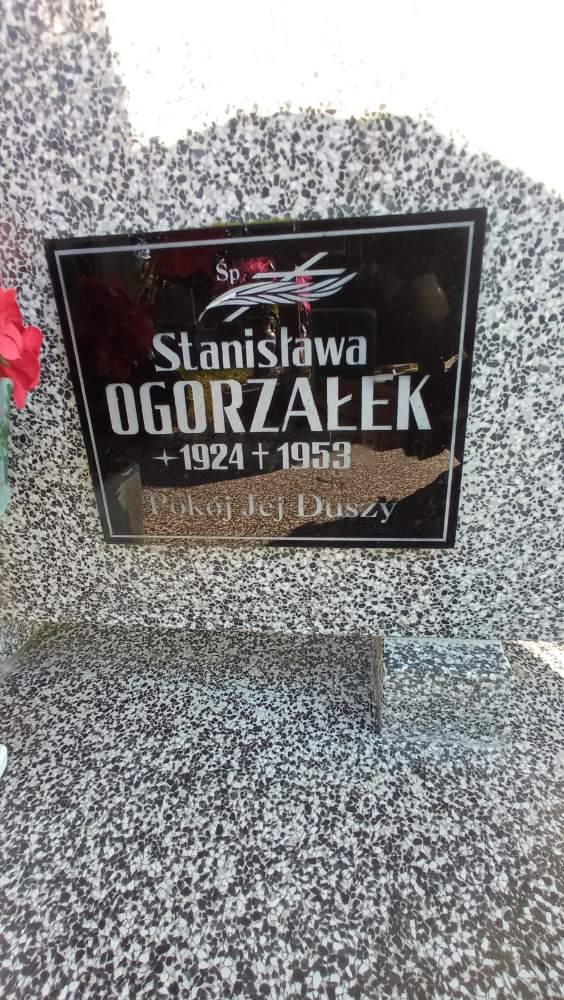 Śp.
Stanisława
OGORZAŁEK
+1924 † 1953
Pokój Jej Duszy